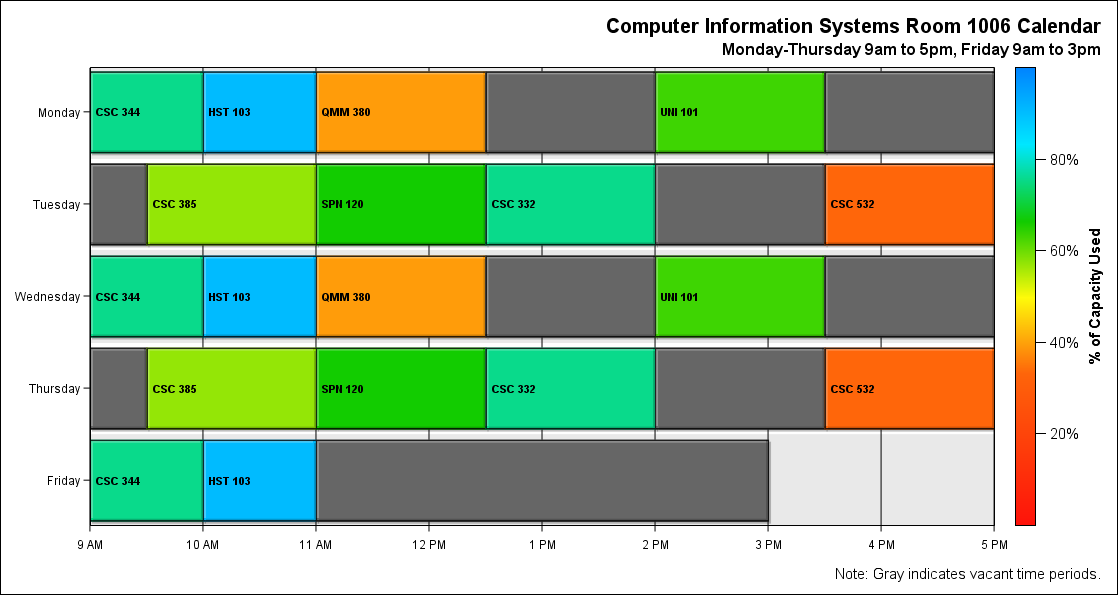 Computer Information Systems Room 1006 Calendar
Monday-Thursday 9am to 5pm, Friday 9am to 3pm
Monday CSC 344 HST 103 QMM 380 UNI 101
80%
Tuesday CSC 385 SPN 120 CSC 332 CSC 532
60%
Wednesday CSC 344 HST 103 QMM 380 UNI 101
% of Capacity Used
40%
Thursday CSC 385 SPN 120 CSC 332 CSC 532
20%
Friday CSC 344 HST 103
9 AM 10 AM 11 AM 12 PM 1 PM 2 PM 3 PM 4 PM 5 PM
Note: Gray indicates vacant time periods.